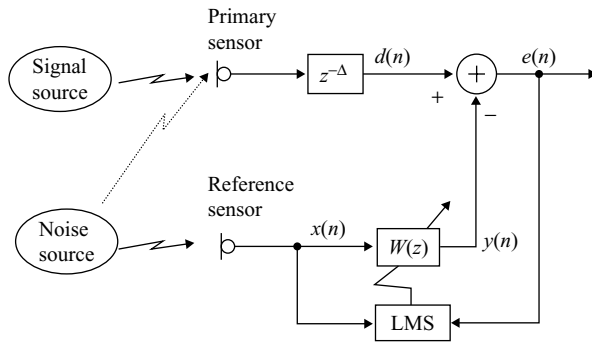 Primary
sensor
Signal
source
z^{-Δ}
d(n)
+
+
e(n)
−
Reference
sensor
Noise
source
x(n)
W(z)
y(n)
LMS